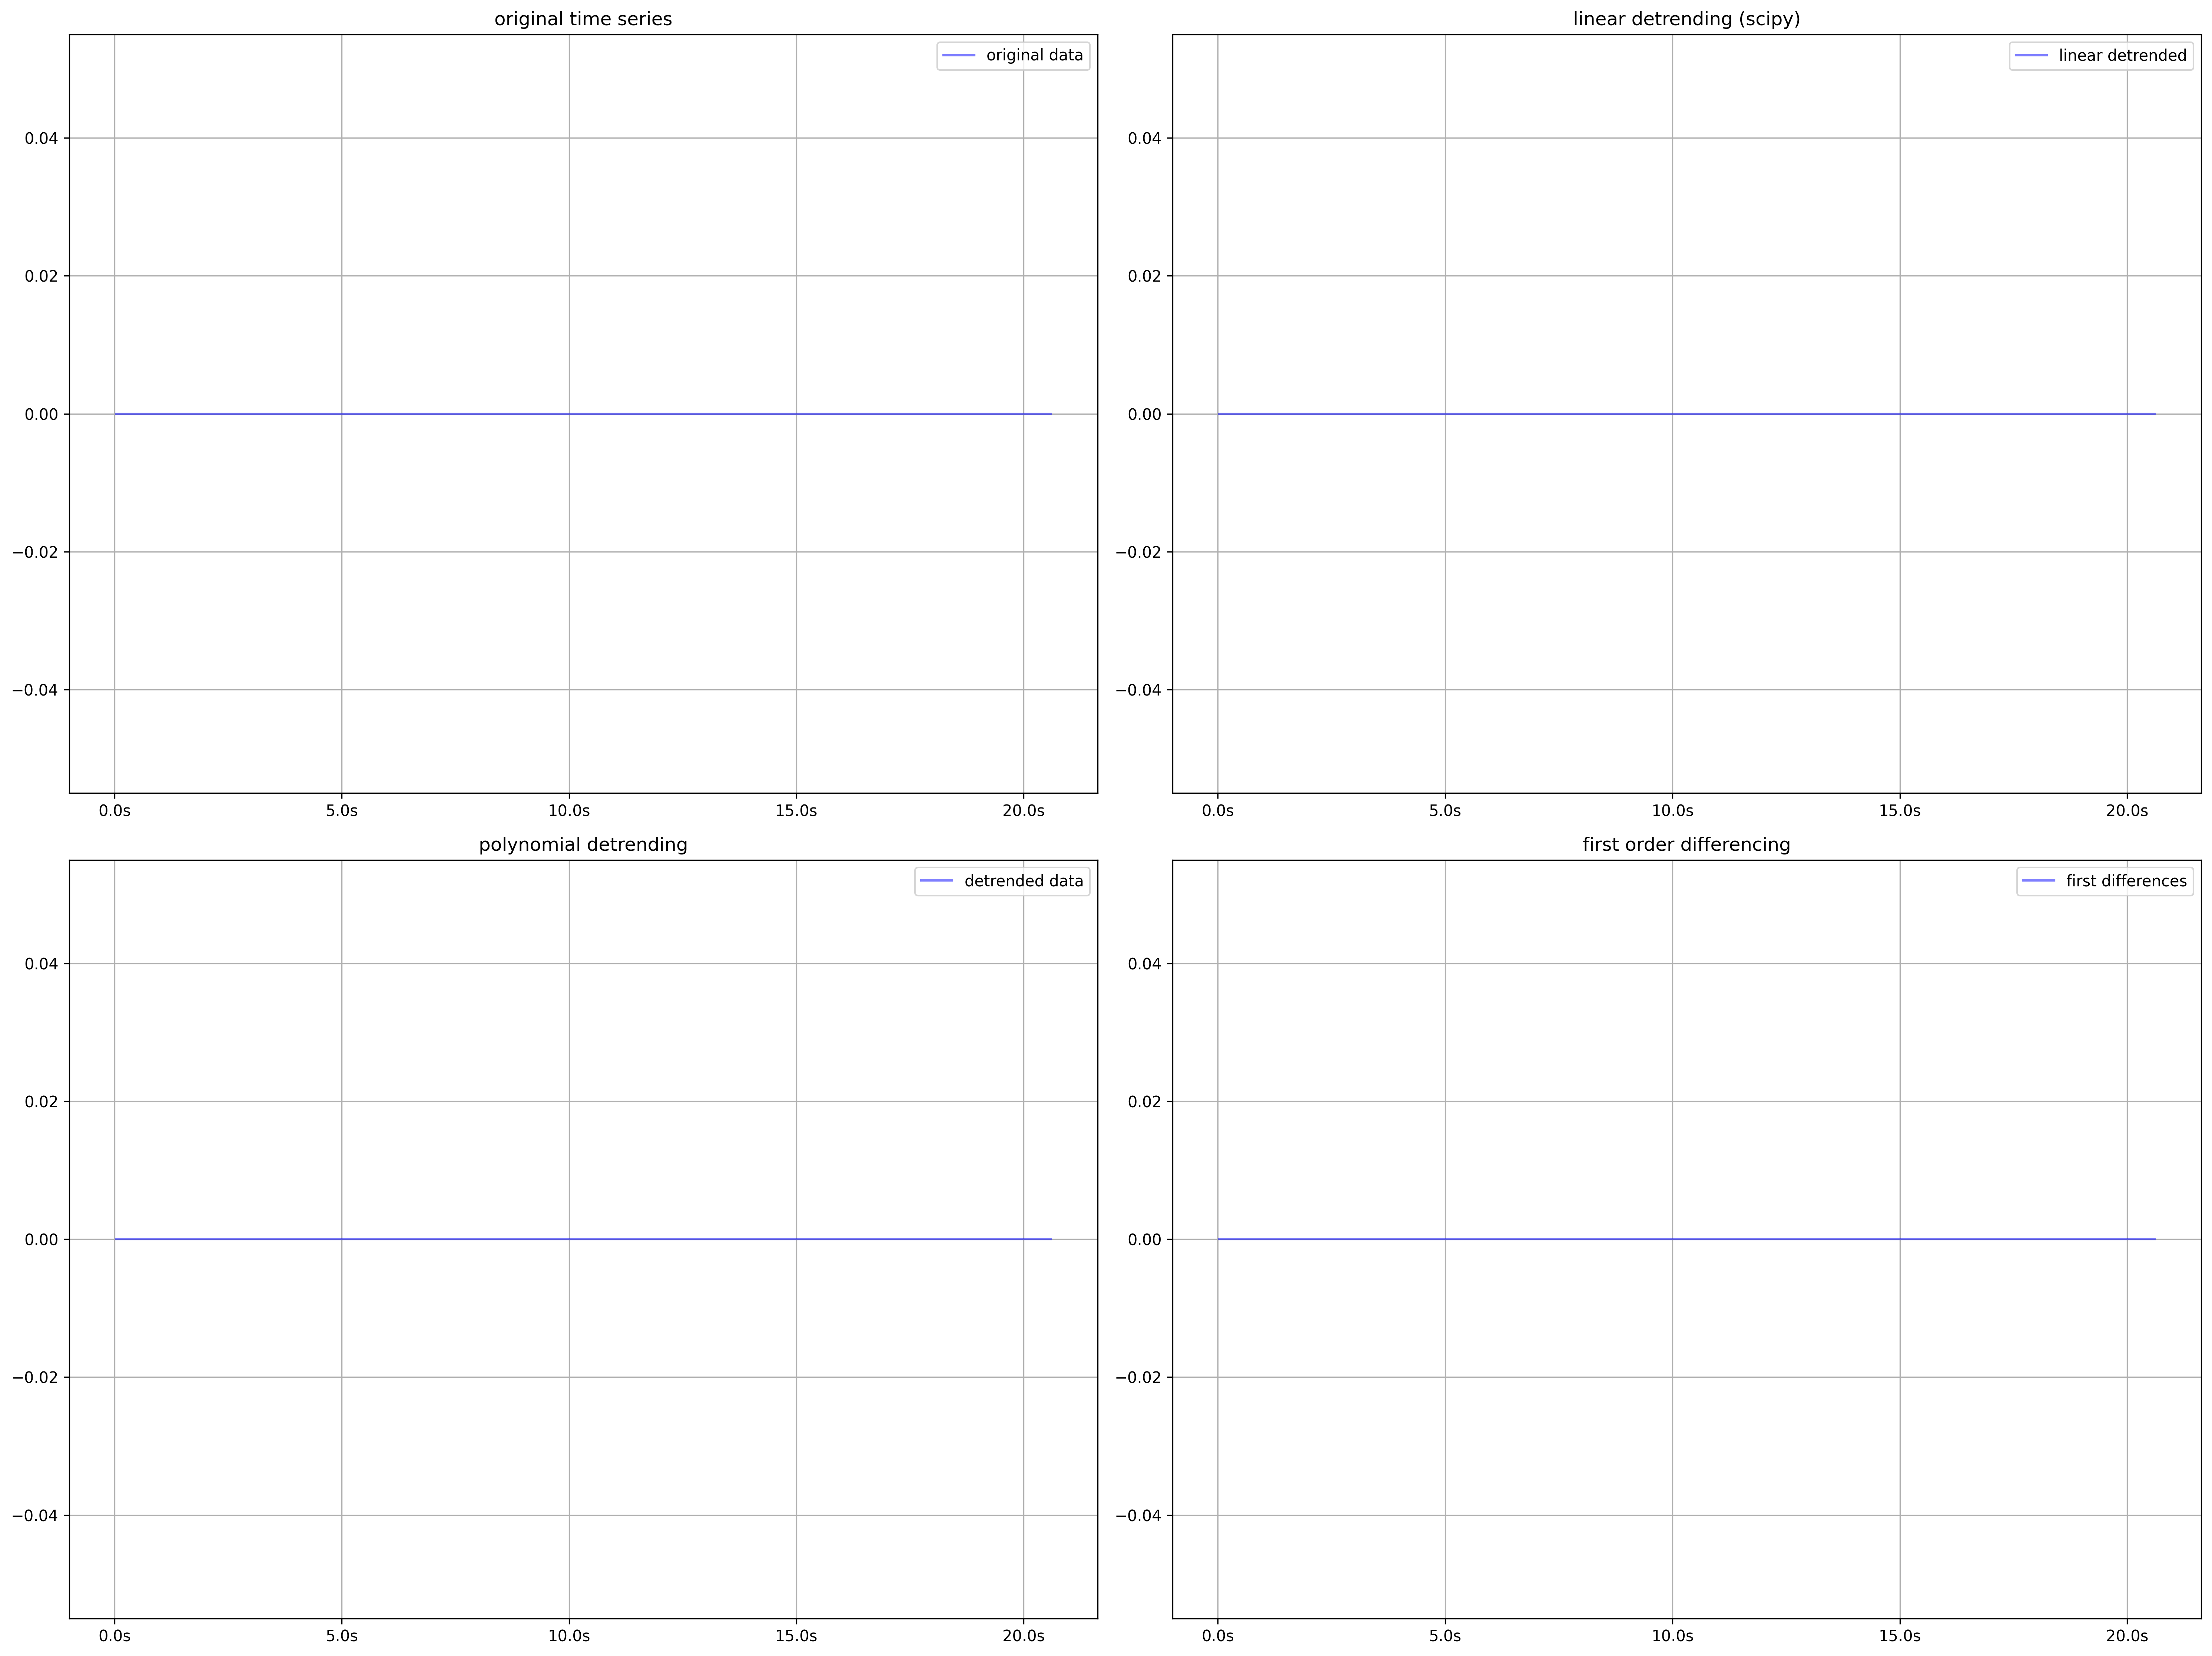 original time series
original data
0.04
0.02
0.00
−0.02
−0.04
0.0s 5.0s 10.0s 15.0s 20.0s
linear detrending (scipy)
linear detrended
0.04
0.02
0.00
−0.02
−0.04
0.0s 5.0s 10.0s 15.0s 20.0s
polynomial detrending
detrended data
0.04
0.02
0.00
−0.02
−0.04
0.0s 5.0s 10.0s 15.0s 20.0s
first order differencing
first differences
0.04
0.02
0.00
−0.02
−0.04
0.0s 5.0s 10.0s 15.0s 20.0s